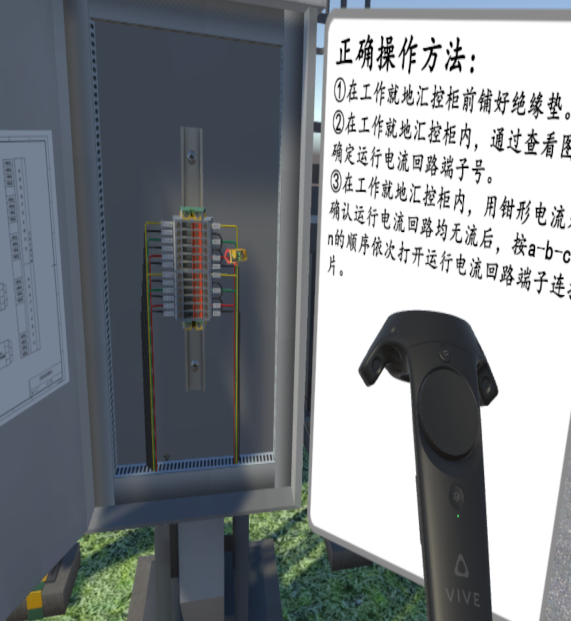 正确操作方法：
①在工作就地汇控柜前铺好绝缘垫。
②在工作就地汇控柜内，通过查看图
确定运行电流回路端子号。
③在工作就地汇控柜内，用钳形电流
确认运行电流回路均无流后，按a-b-c
n的顺序依次打开运行电流回路端子连
片。
VIVE